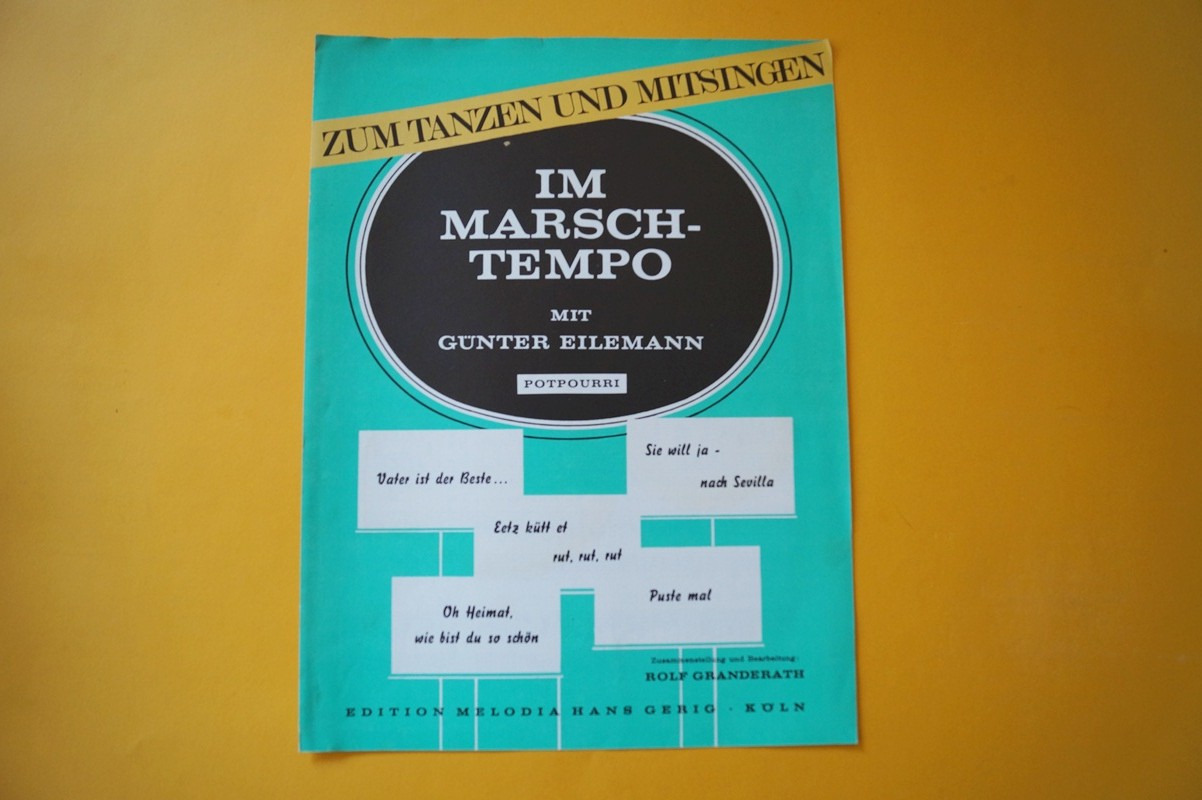 ZUM TANZEN UND MITSINGEN
IM
MARSCH-
TEMPO
MIT
GÜNTER EILEMANN
POTPOURRI
Vater ist der Beste...
Sie will ja -
nach Sevilla
Eetz kütt et
rut, rut, rut
Puste mal
Oh Heimat,
wie bist du so schön
Zusammenstellung und Bearbeitung:
ROLF GRANDERATH
EDITION MELODIA HANS GERIG · KÖLN